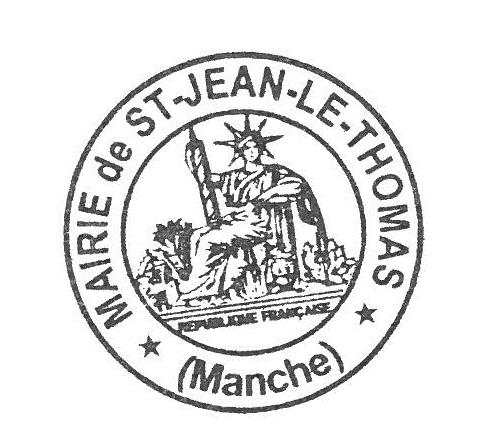 MAIRIE de ST-JEAN-LE-THOMAS
(Manche)
REPUBLIQUE FRANÇAISE